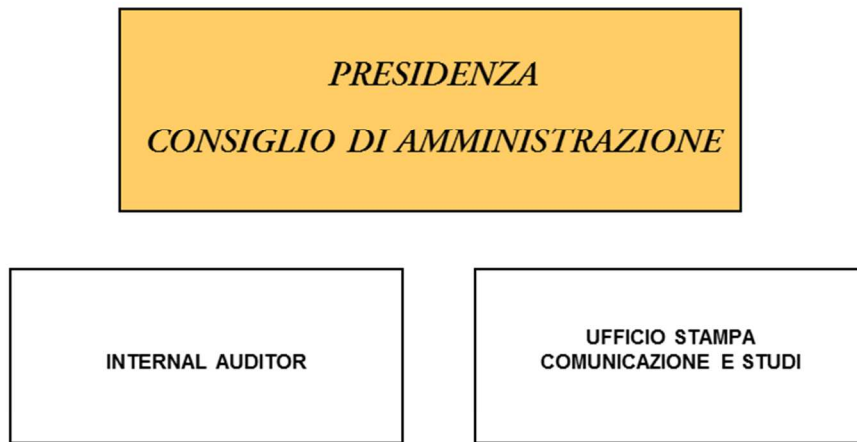 PRESIDENZA
CONSIGLIO DI AMMINISTRAZIONE
INTERNAL AUDITOR
UFFICIO STAMPA
COMUNICAZIONE E STUDI